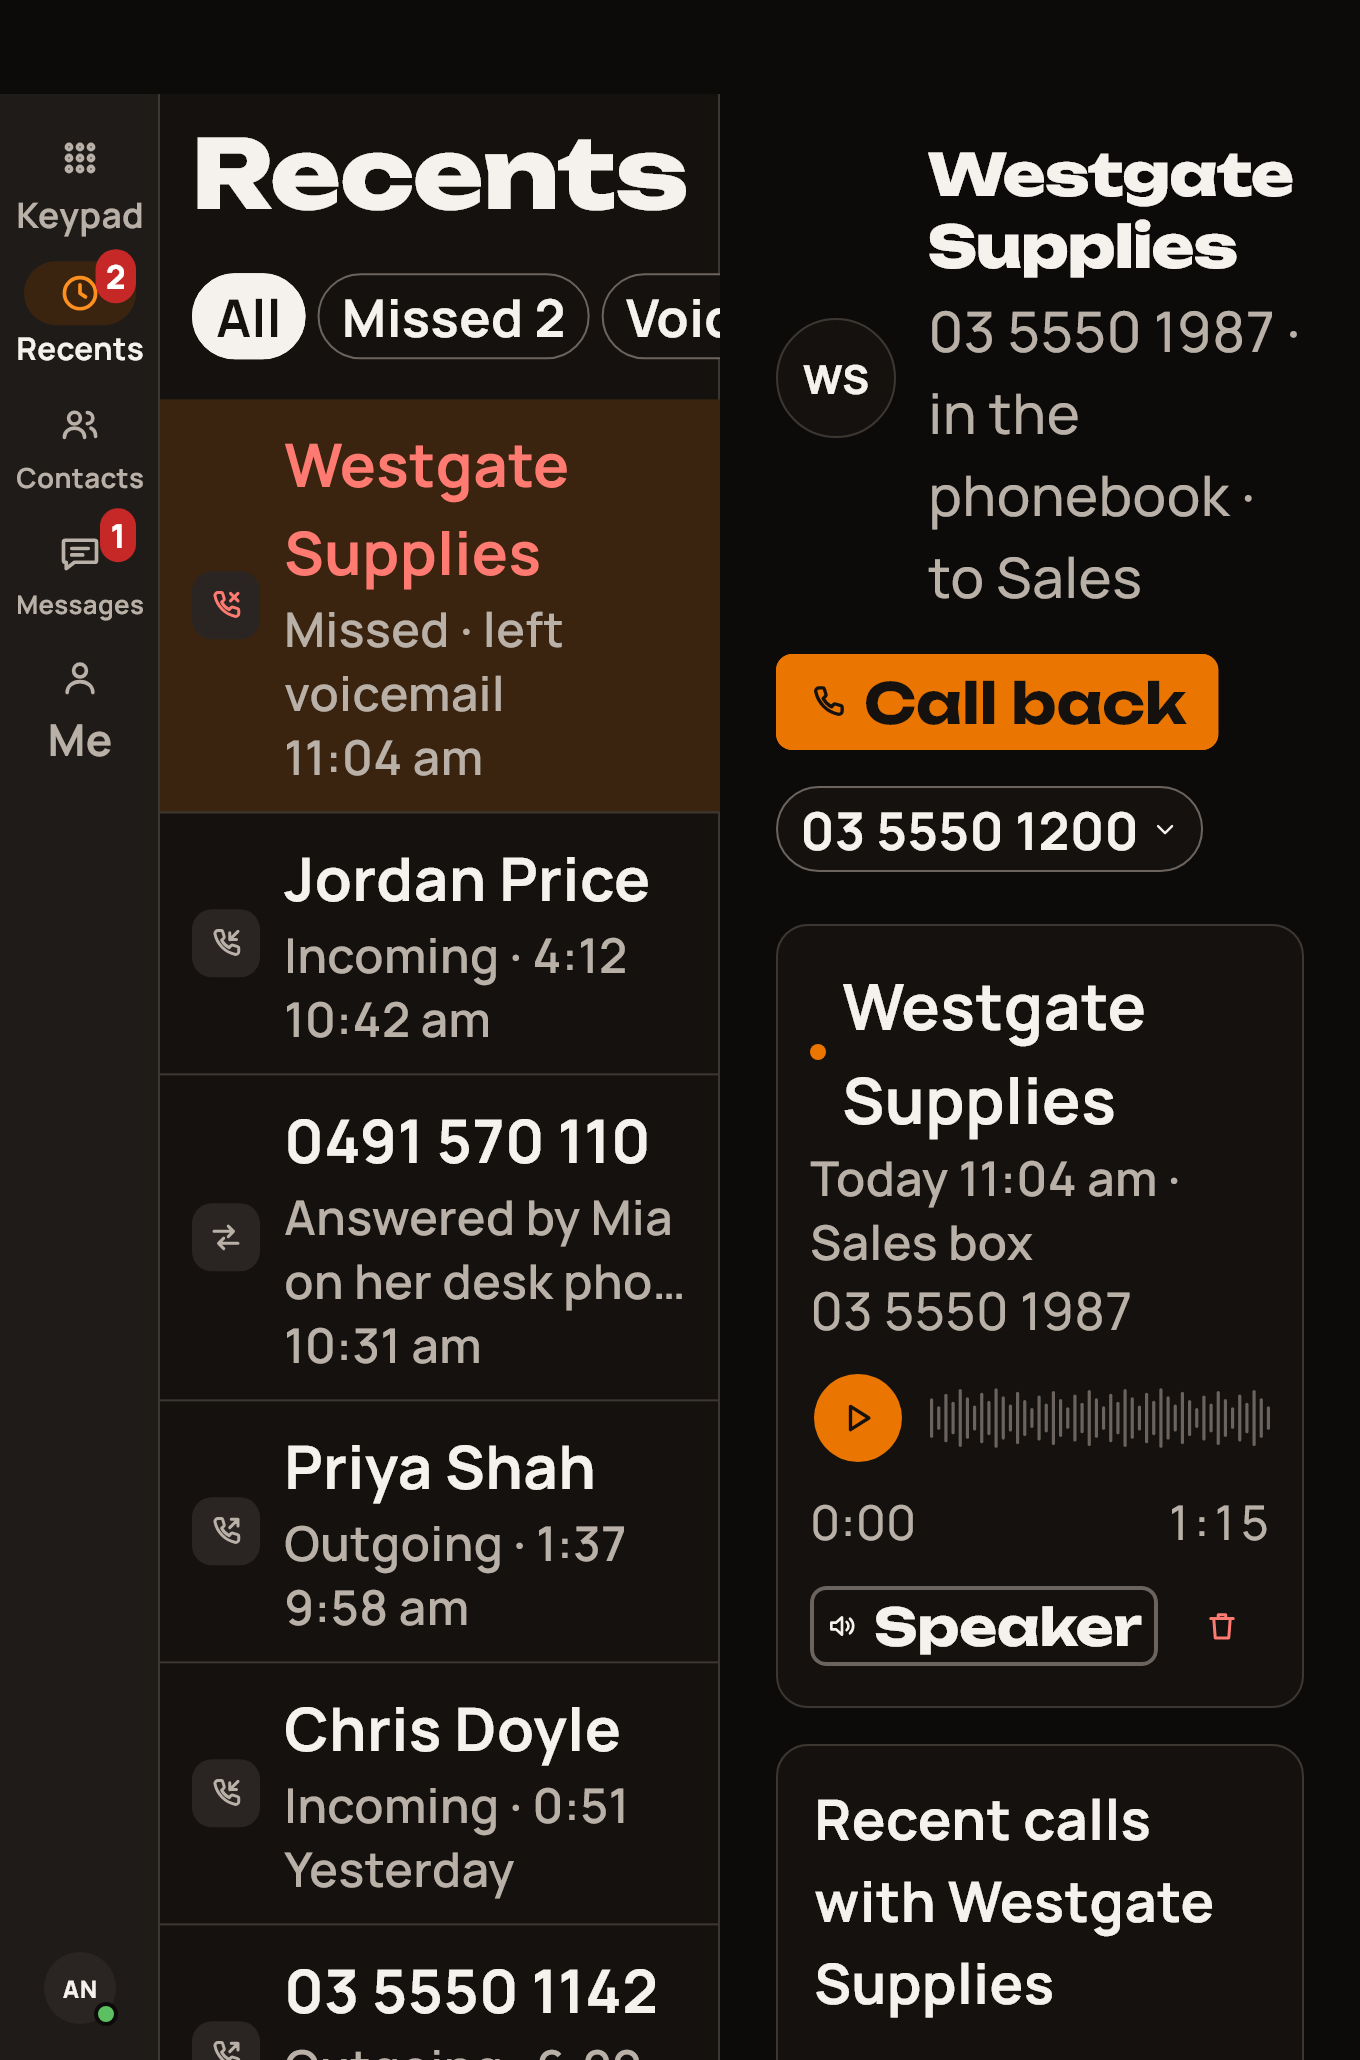 Keypad
2
Recents
Contacts
1
Messages
Me
AN
Recents
All
Missed 2
Westgate
Supplies
Missed · left
voicemail
11:04 am
Jordan Price
Incoming · 4:12
10:42 am
0491 570 110
Answered by Mia
on her desk pho...
10:31 am
Priya Shah
Outgoing · 1:37
9:58 am
Chris Doyle
Incoming · 0:51
Yesterday
03 5550 1142
WS
Westgate
Supplies
03 5550 1987 ·
in the
phonebook ·
to Sales
Call back
03 5550 1200
Westgate
Supplies
Today 11:04 am ·
Sales box
03 5550 1987
0:00
1:15
Speaker
Recent calls
with Westgate
Supplies